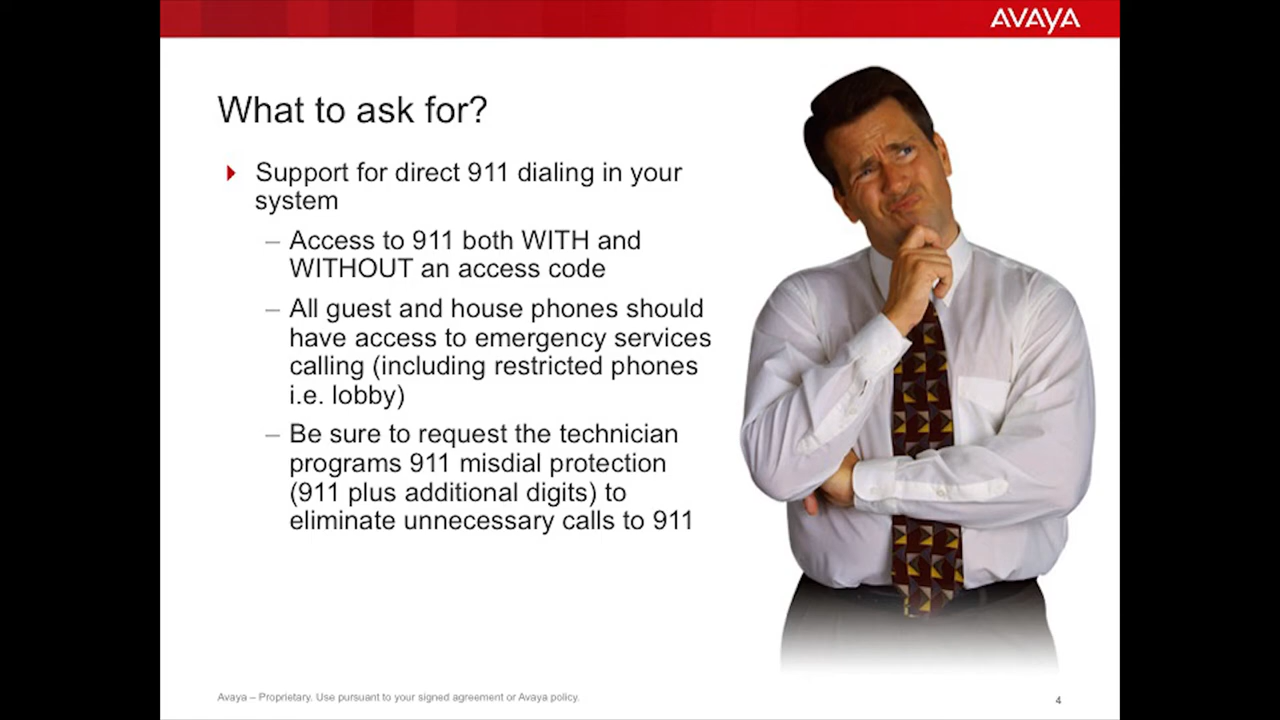 AVAYA
What to ask for?
Support for direct 911 dialing in your
system
– Access to 911 both WITH and
WITHOUT an access code
– All guest and house phones should
have access to emergency services
calling (including restricted phones
i.e. lobby)
– Be sure to request the technician
programs 911 misdial protection
(911 plus additional digits) to
eliminate unnecessary calls to 911
Avaya – Proprietary. Use pursuant to your signed agreement or Avaya policy.
4